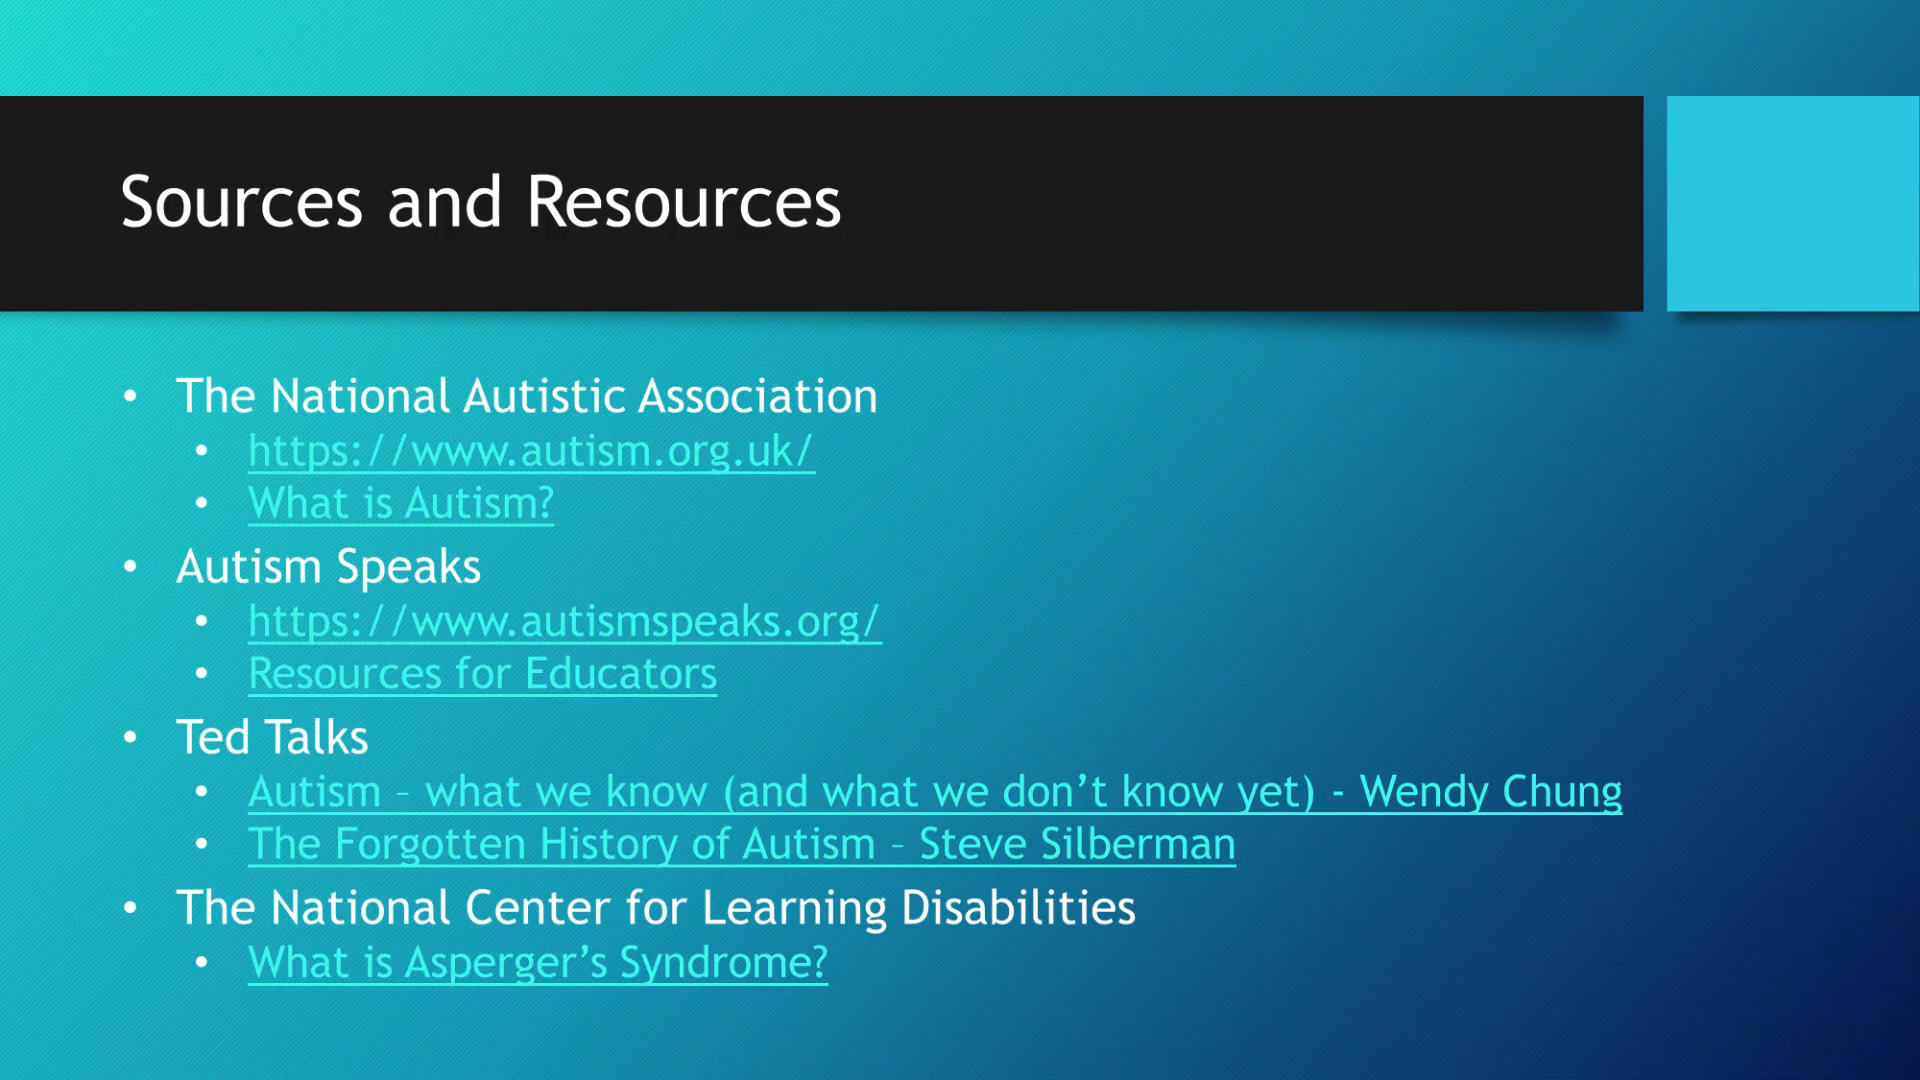 Sources and Resources
• The National Autistic Association
• https://www.autism.org.uk/
• What is Autism?
• Autism Speaks
• https://www.autismspeaks.org/
• Resources for Educators
• Ted Talks
• Autism – what we know (and what we don’t know yet) - Wendy Chung
• The Forgotten History of Autism – Steve Silberman
• The National Center for Learning Disabilities
• What is Asperger’s Syndrome?